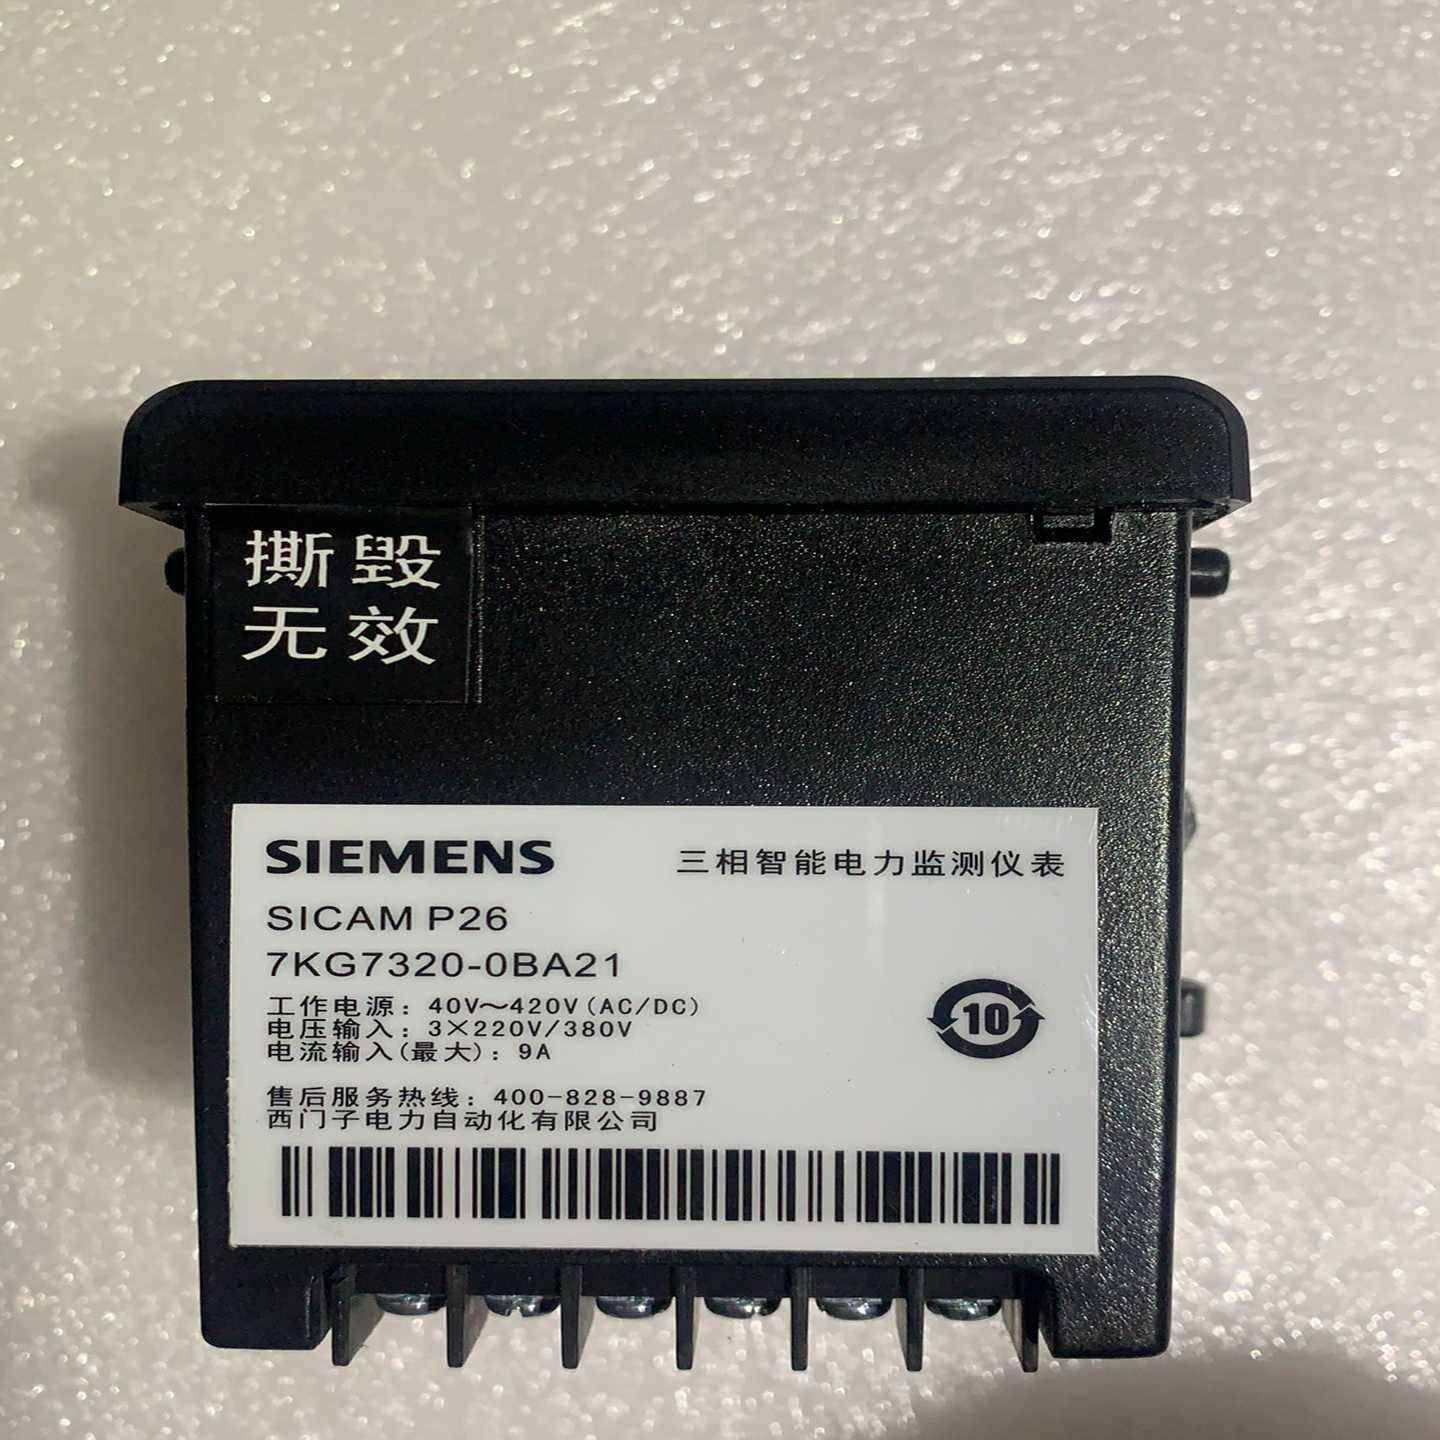 撕毁
无效
SIEMENS 三相智能电力监测仪表
SICAM P26
7KG7320-0BA21
工作电源: 40V～420V(AC/DC)
电压输入: 3×220V/380V
电流输入(最大): 9A
10
售后服务热线: 400-828-9887
西门子电力自动化有限公司